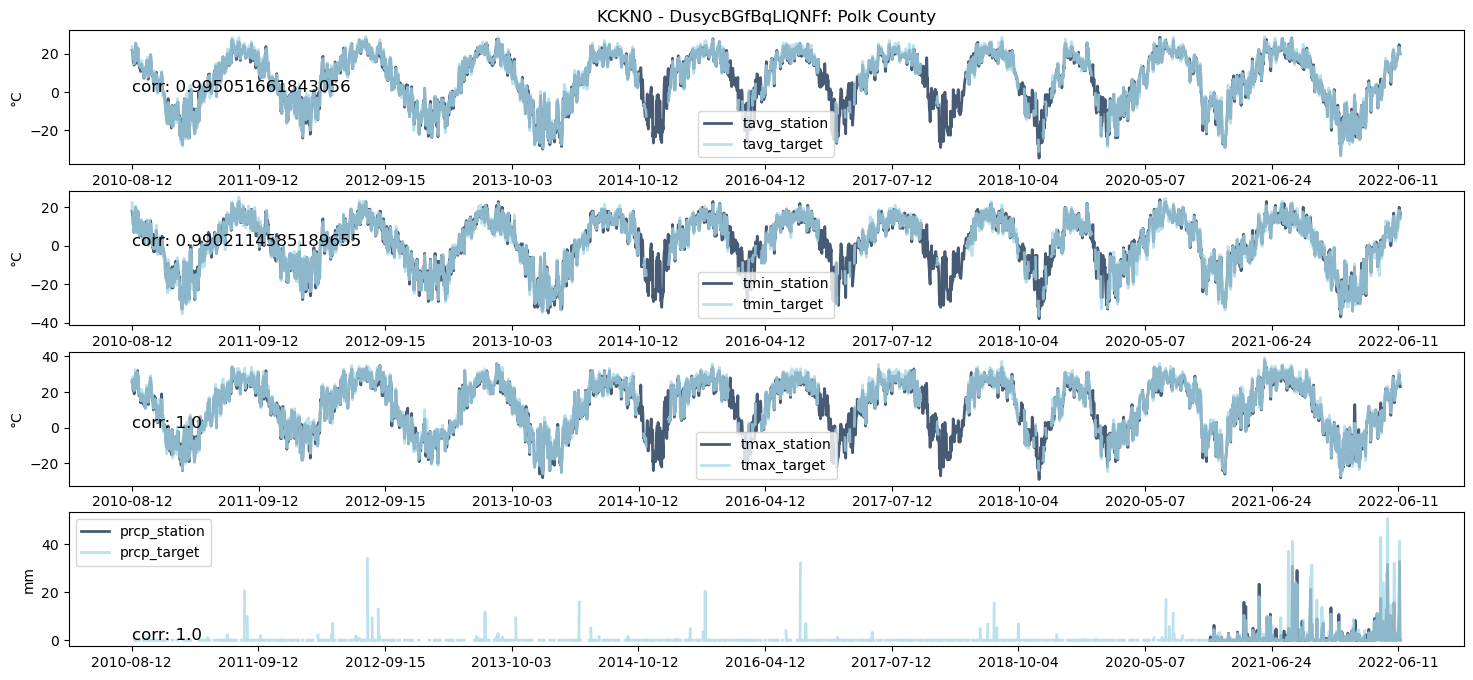 KCKN0 - DusycBGfBqLlQNFf: Polk County
20
0
−20
°C
corr: 0.995051661843056
tavg_station
tavg_target
2010-08-12 2011-09-12 2012-09-15 2013-10-03 2014-10-12 2016-04-12 2017-07-12 2018-10-04 2020-05-07 2021-06-24 2022-06-11
20
0
−20
−40
°C
corr: 0.9902114585189655
tmin_station
tmin_target
2010-08-12 2011-09-12 2012-09-15 2013-10-03 2014-10-12 2016-04-12 2017-07-12 2018-10-04 2020-05-07 2021-06-24 2022-06-11
40
20
0
−20
°C
corr: 1.0
tmax_station
tmax_target
2010-08-12 2011-09-12 2012-09-15 2013-10-03 2014-10-12 2016-04-12 2017-07-12 2018-10-04 2020-05-07 2021-06-24 2022-06-11
prcp_station
prcp_target
40
20
0
mm
corr: 1.0
2010-08-12 2011-09-12 2012-09-15 2013-10-03 2014-10-12 2016-04-12 2017-07-12 2018-10-04 2020-05-07 2021-06-24 2022-06-11